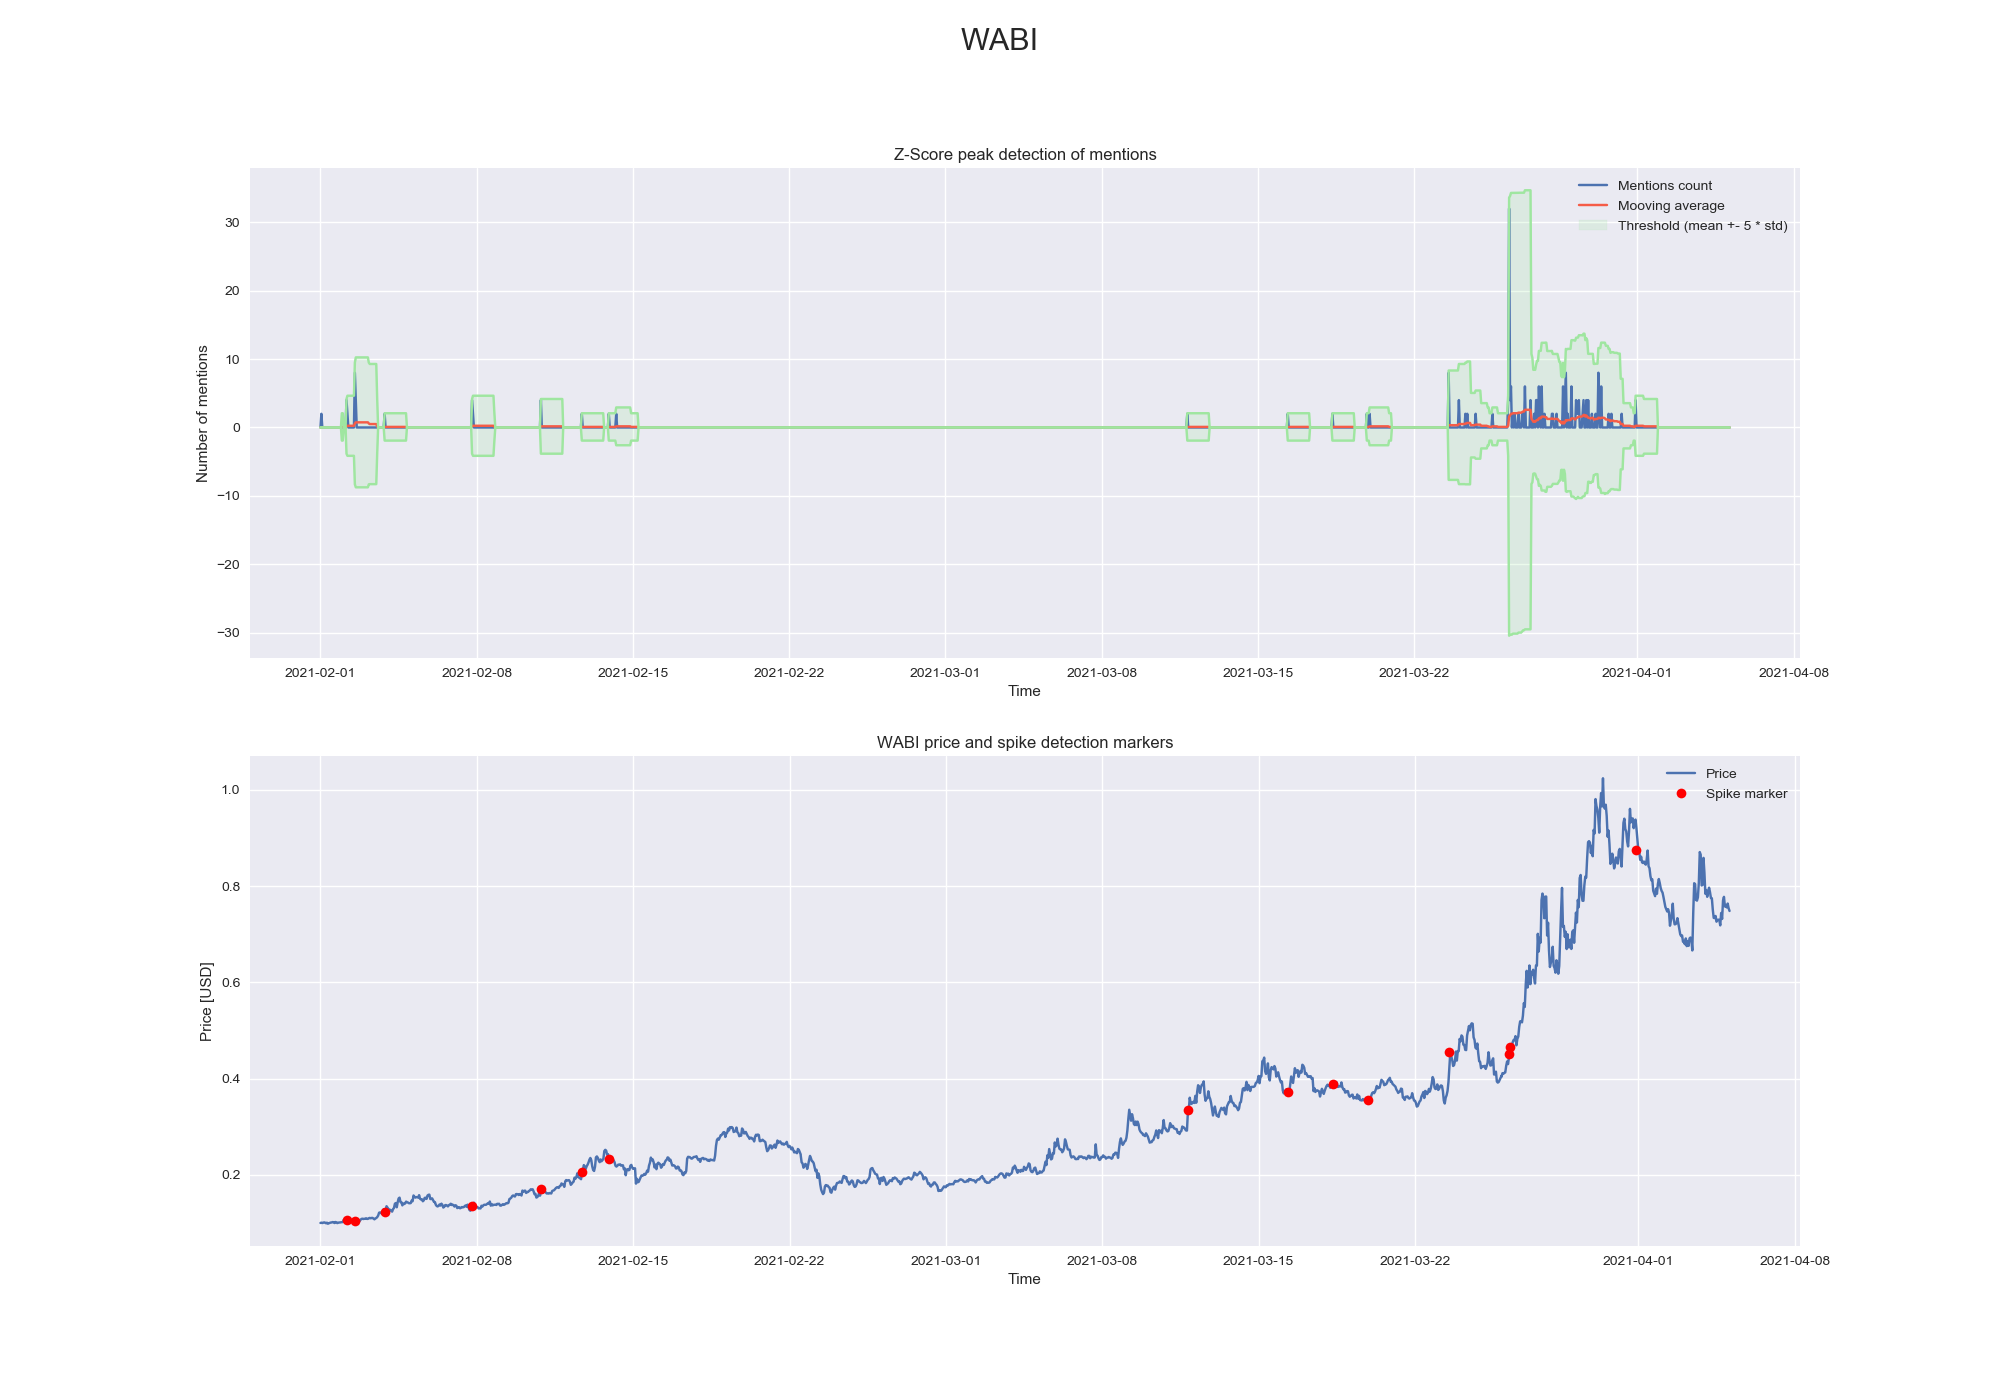 WABI
Z-Score peak detection of mentions
Mentions count
Mooving average
Threshold (mean +- 5 * std)
Number of mentions
30
20
10
0
−10
−20
−30
2021-02-01 2021-02-08 2021-02-15 2021-02-22 2021-03-01 2021-03-08 2021-03-15 2021-03-22 2021-04-01 2021-04-08
Time
WABI price and spike detection markers
Price
Spike marker
Price [USD]
1.0
0.8
0.6
0.4
0.2
2021-02-01 2021-02-08 2021-02-15 2021-02-22 2021-03-01 2021-03-08 2021-03-15 2021-03-22 2021-04-01 2021-04-08
Time